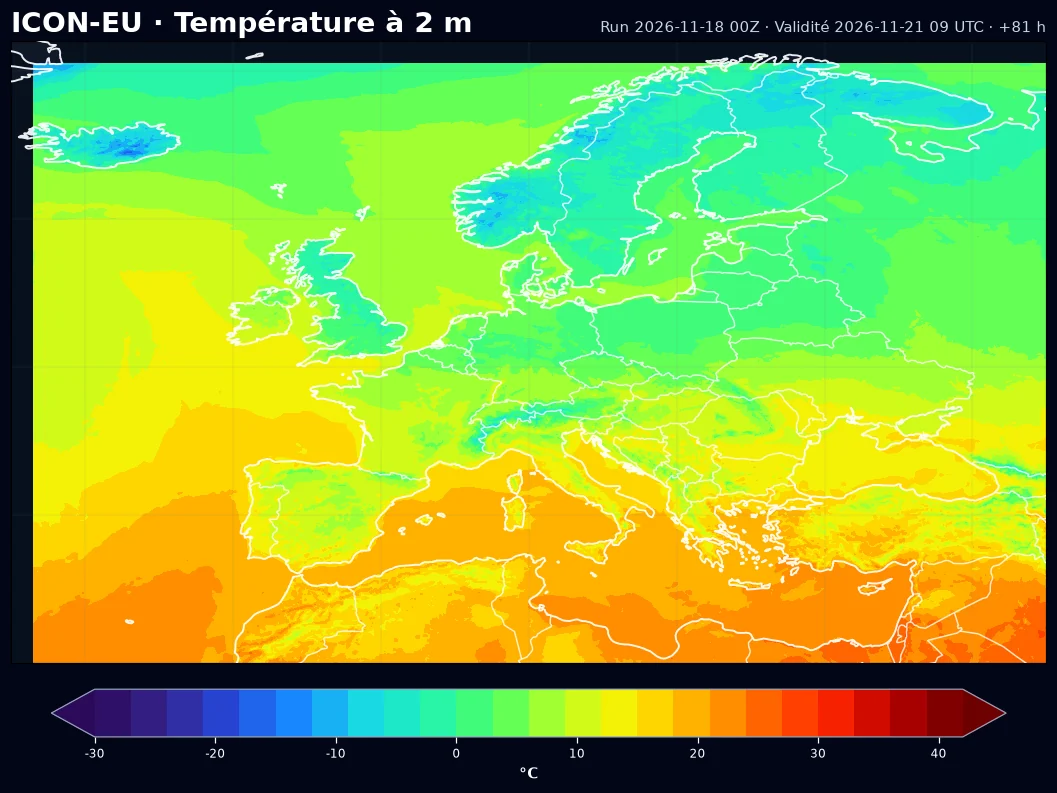 ICON-EU · Température à 2 m
Run 2026-11-18 00Z · Validité 2026-11-21 09 UTC · +81 h
-30 -20 -10 0 10 20 30 40
°C